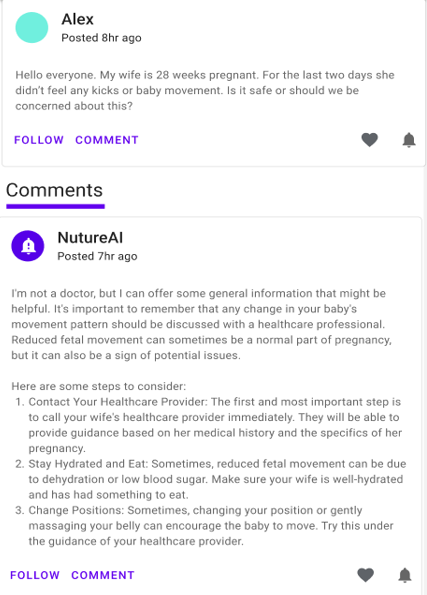 Alex
Posted 8hr ago
Hello everyone. My wife is 28 weeks pregnant. For the last two days she
didn't feel any kicks or baby movement. Is it safe or should we be
concerned about this?
FOLLOW COMMENT
Comments
NutureAI
Posted 7hr ago
I'm not a doctor, but I can offer some general information that might be
helpful. It's important to remember that any change in your baby's
movement pattern should be discussed with a healthcare professional.
Reduced fetal movement can sometimes be a normal part of pregnancy,
but it can also be a sign of potential issues.
Here are some steps to consider:
1. Contact Your Healthcare Provider: The first and most important step is
to call your wife's healthcare provider immediately. They will be able to
provide guidance based on her medical history and the specifics of her
pregnancy.
2. Stay Hydrated and Eat: Sometimes, reduced fetal movement can be due
to dehydration or low blood sugar. Make sure your wife is well-hydrated
and has had something to eat.
3. Change Positions: Sometimes, changing your position or gently
massaging your belly can encourage the baby to move. Try this under
the guidance of your healthcare provider.
FOLLOW COMMENT